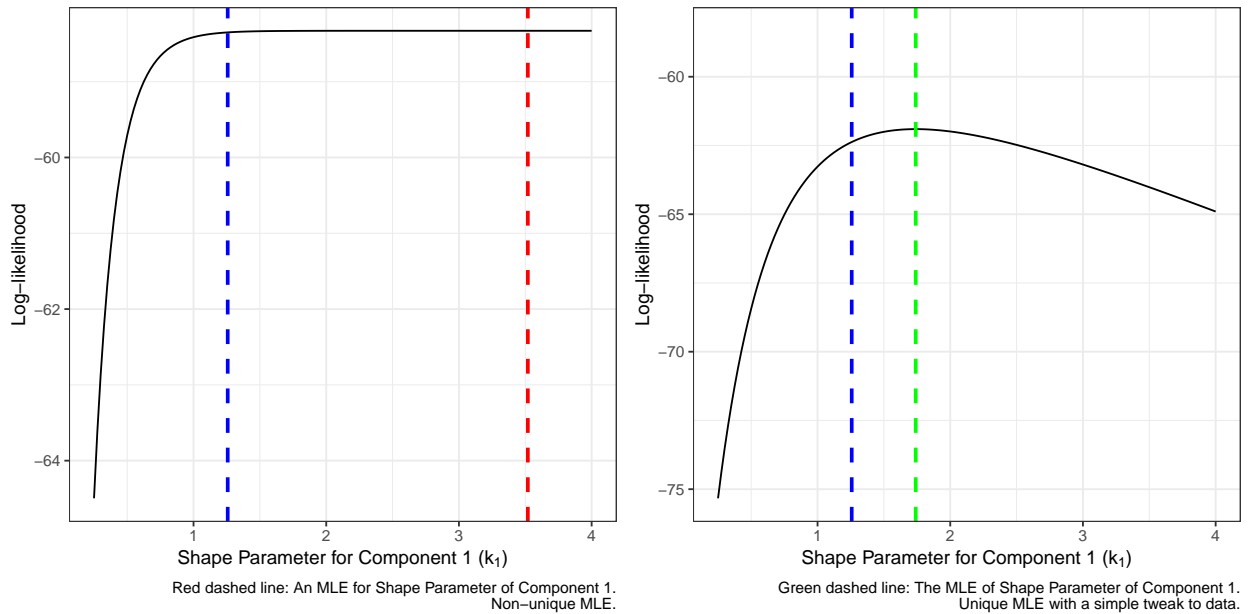 −60
−62
−64
1
2
3
4
Log−likelihood
Shape Parameter for Component 1 (k₁)
Red dashed line: An MLE for Shape Parameter of Component 1.
Non−unique MLE.
−60
−65
−70
−75
1
2
3
4
Log−likelihood
Shape Parameter for Component 1 (k₁)
Green dashed line: The MLE of Shape Parameter of Component 1.
Unique MLE with a simple tweak to data.